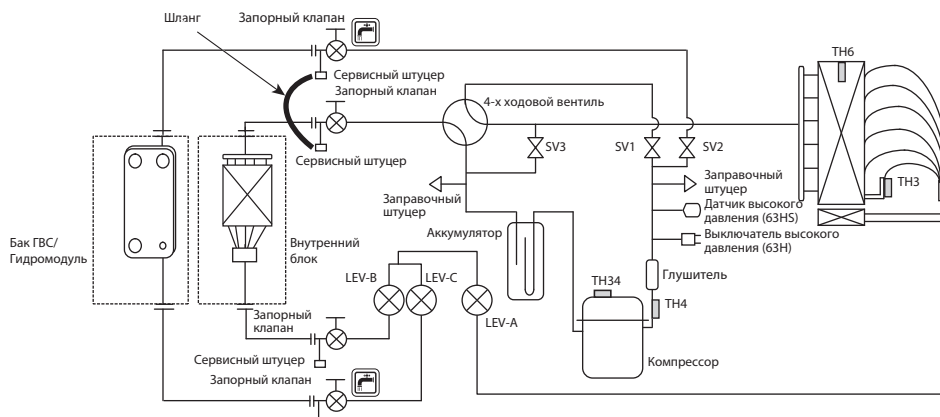 Шланг
Запорный клапан
Сервисный штуцер
Запорный клапан
Сервисный штуцер
4-х ходовой вентиль
SV3
SV1
SV2
TH6
TH3
Заправочный
штуцер
Заправочный
штуцер
Датчик высокого
давления (63HS)
Выключатель высокого
давления (63H)
Аккумулятор
Глушитель
TH34
TH4
Компрессор
Бак ГВС/
Гидромодуль
Внутренний
блок
LEV-B
LEV-C
LEV-A
Запорный
клапан
Сервисный штуцер
Запорный клапан